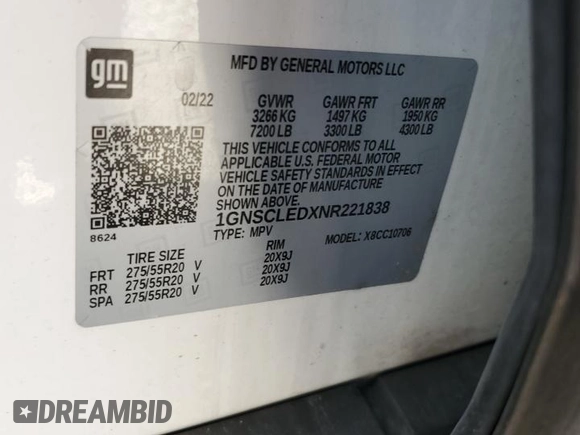 gm
MFD BY GENERAL MOTORS LLC
02/22 GVWR GAWR FRT GAWR RR
3266 KG 1497 KG 1950 KG
7200 LB 3300 LB 4300 LB
THIS VEHICLE CONFORMS TO ALL
APPLICABLE U.S. FEDERAL MOTOR
VEHICLE SAFETY STANDARDS IN EFFECT
ON THE DATE OF MANUFACTURE
SHOWN ABOVE.
1GNSCLEDXNR221838
8624
TYPE: MPV MODEL: X8CC10706
TIRE SIZE RIM
FRT 275/55R20 V 20X9J
RR 275/55R20 V 20X9J
SPA 275/55R20 V 20X9J
DREAMBID